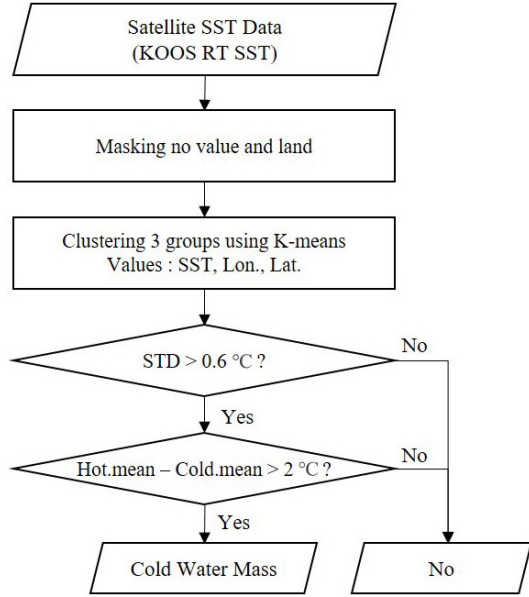 Satellite SST Data
(KOOS RT SST)
Masking no value and land
Clustering 3 groups using K-means
Values : SST, Lon., Lat.
STD > 0.6 ℃ ?
No
Yes
Hot.mean – Cold.mean > 2 ℃ ?
No
Yes
Cold Water Mass
No